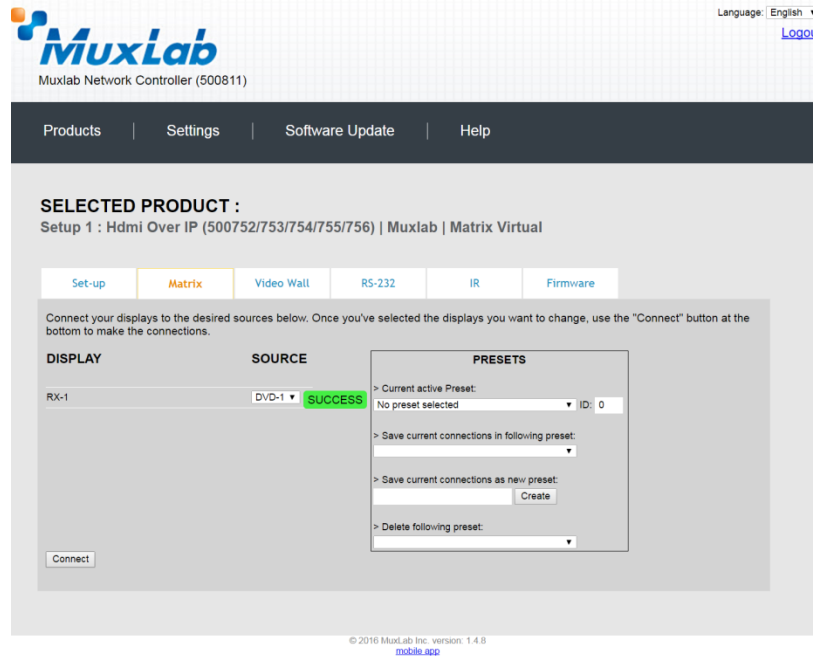 Language: English
Logou
MuxLab
Muxlab Network Controller (500811)
Products | Settings | Software Update | Help
SELECTED PRODUCT :
Setup 1 : Hdmi Over IP (500752/753/754/755/756) | Muxlab | Matrix Virtual
Set-up Matrix Video Wall RS-232 IR Firmware
Connect your displays to the desired sources below. Once you've selected the displays you want to change, use the "Connect" button at the
bottom to make the connections.
DISPLAY SOURCE PRESETS
> Current active Preset:
RX-1 DVD-1 SUCCESS No preset selected ID: 0
> Save current connections in following preset:
> Save current connections as new preset:
Create
> Delete following preset:
Connect
© 2016 MuxLab Inc. version: 1.4.8
mobile app